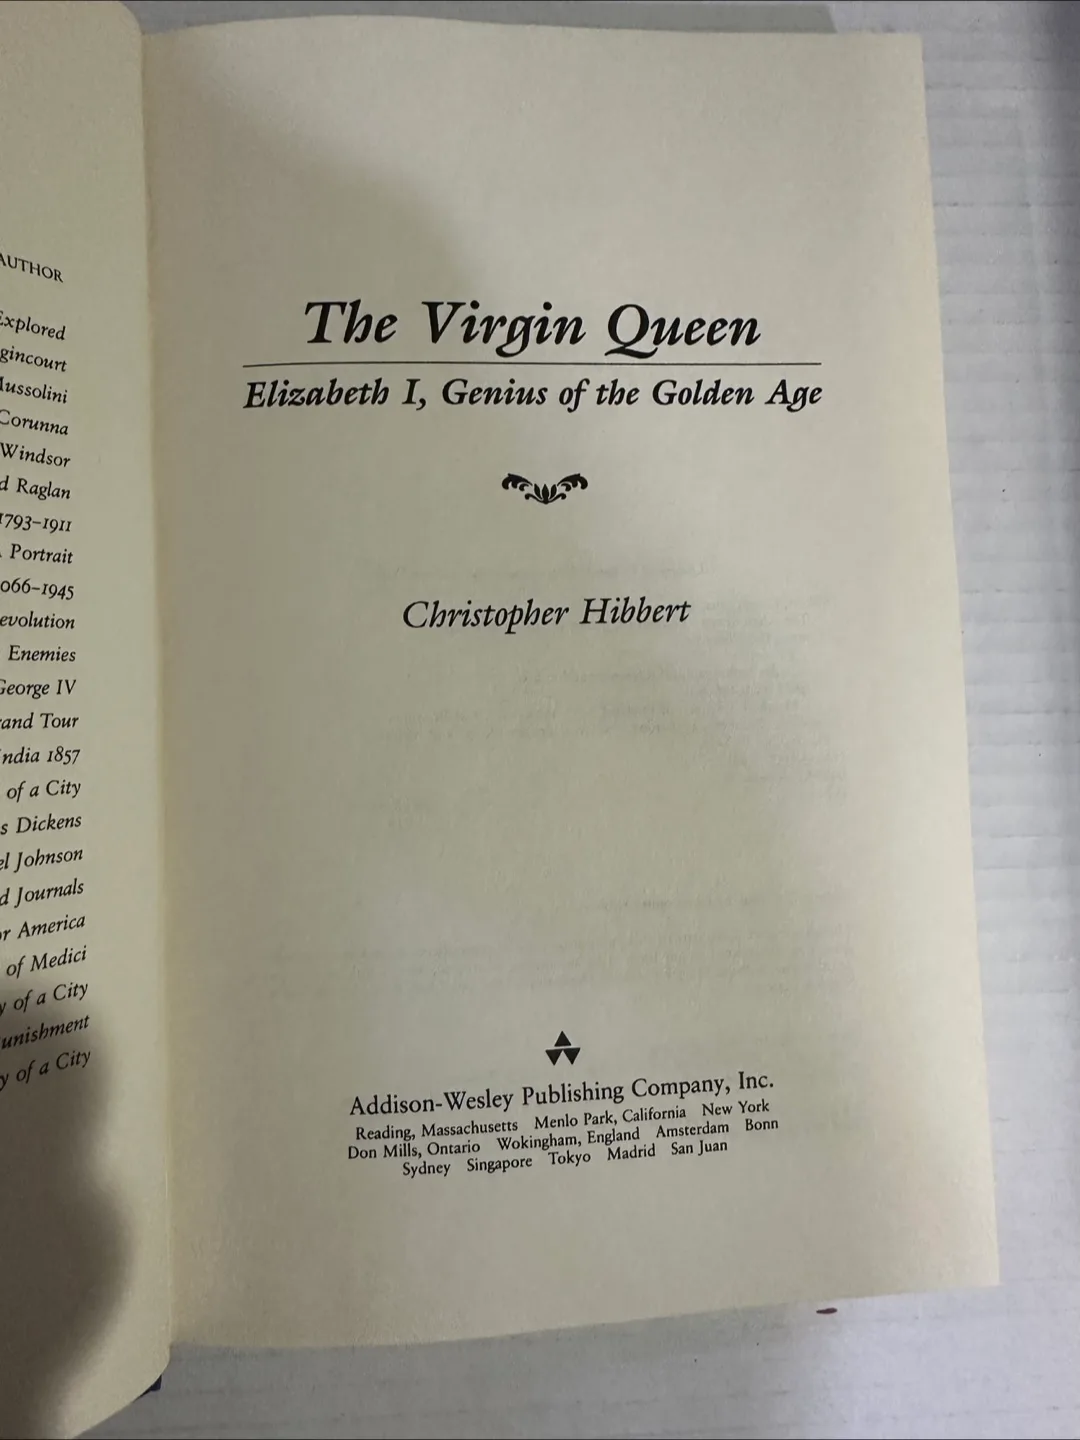 AUTHOR
Explored
gincourt
Mussolini
Corunna
Windsor
d Raglan
1793–1911
Portrait
066–1945
evolution
Enemies
George IV
and Tour
ndia 1857
of a City
s Dickens
el Johnson
d Journals
or America
of Medici
y of a City
unishment
y of a City
The Virgin Queen
Elizabeth I, Genius of the Golden Age
Christopher Hibbert
Addison-Wesley Publishing Company, Inc.
Reading, Massachusetts Menlo Park, California New York
Don Mills, Ontario Wokingham, England Amsterdam Bonn
Sydney Singapore Tokyo Madrid San Juan